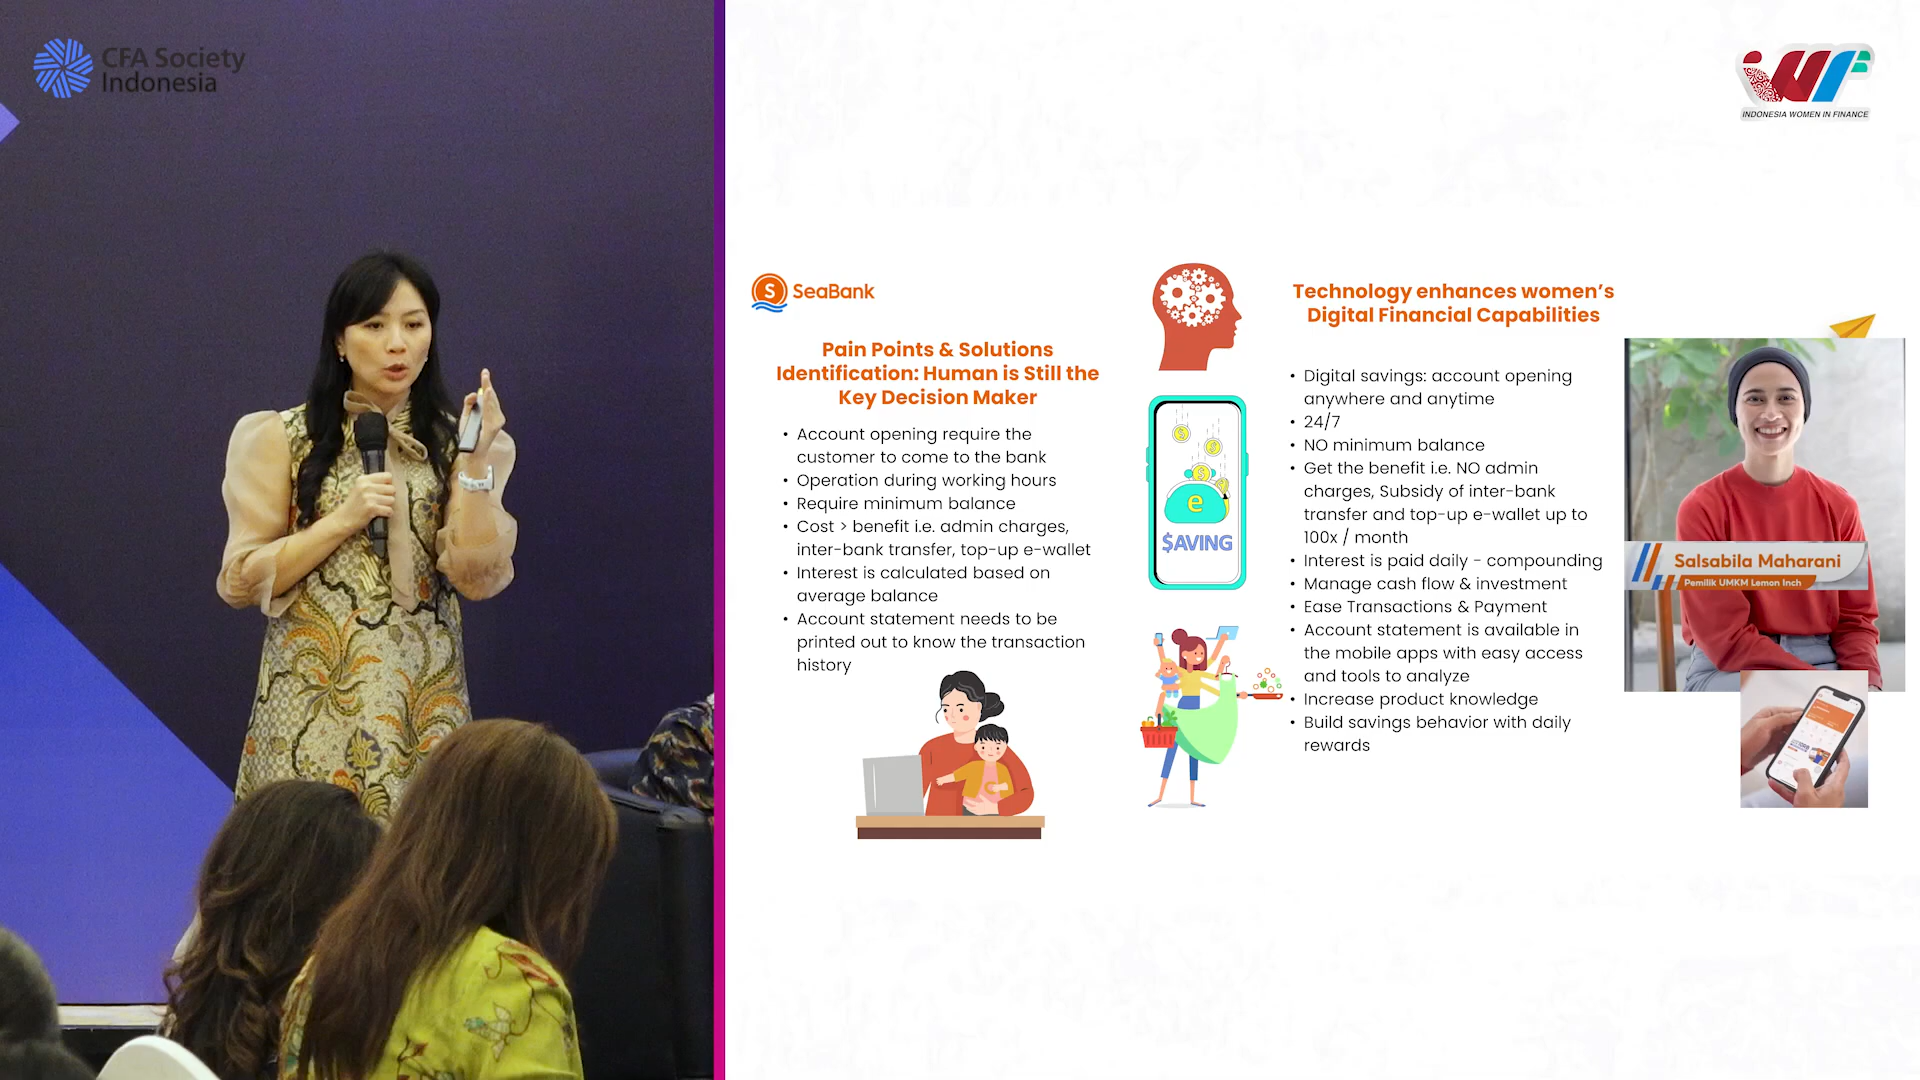 CFA Society
Indonesia
iWF
INDONESIA WOMEN IN FINANCE
S SeaBank
Pain Points & Solutions
Identification: Human is Still the
Key Decision Maker
• Account opening require the
customer to come to the bank
• Operation during working hours
• Require minimum balance
• Cost > benefit i.e. admin charges,
inter-bank transfer, top-up e-wallet
• Interest is calculated based on
average balance
• Account statement needs to be
printed out to know the transaction
history
e
$AVING
Technology enhances women's
Digital Financial Capabilities
• Digital savings: account opening
anywhere and anytime
• 24/7
• NO minimum balance
• Get the benefit i.e. NO admin
charges, Subsidy of inter-bank
transfer and top-up e-wallet up to
100x / month
• Interest is paid daily - compounding
• Manage cash flow & investment
• Ease Transactions & Payment
• Account statement is available in
the mobile apps with easy access
and tools to analyze
• Increase product knowledge
• Build savings behavior with daily
rewards
Salsabila Maharani
Pemilik UMKM Lemon Inch